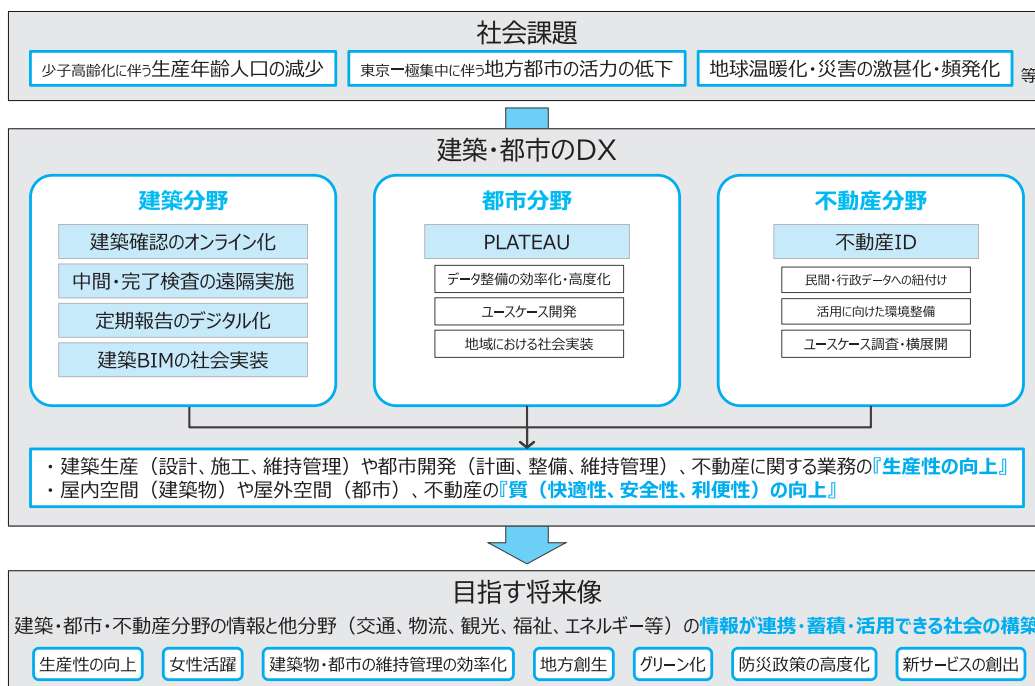 社会課題
少子高齢化に伴う生産年齢人口の減少
東京一極集中に伴う地方都市の活力の低下
地球温暖化・災害の激甚化・頻発化
等
建築・都市のDX
建築分野
建築確認のオンライン化
中間・完了検査の遠隔実施
定期報告のデジタル化
建築BIMの社会実装
都市分野
PLATEAU
データ整備の効率化・高度化
ユースケース開発
地域における社会実装
不動産分野
不動産ID
民間・行政データへの紐付け
活用に向けた環境整備
ユースケース調査・横展開
・建築生産（設計、施工、維持管理）や都市開発（計画、整備、維持管理）、不動産に関する業務の『生産性の向上』
・屋内空間（建築物）や屋外空間（都市）、不動産の『質（快適性、安全性、利便性）の向上』
目指す将来像
建築・都市・不動産分野の情報と他分野（交通、物流、観光、福祉、エネルギー等）の情報が連携・蓄積・活用できる社会の構築
生産性の向上
女性活躍
建築物・都市の維持管理の効率化
地方創生
グリーン化
防災政策の高度化
新サービスの創出